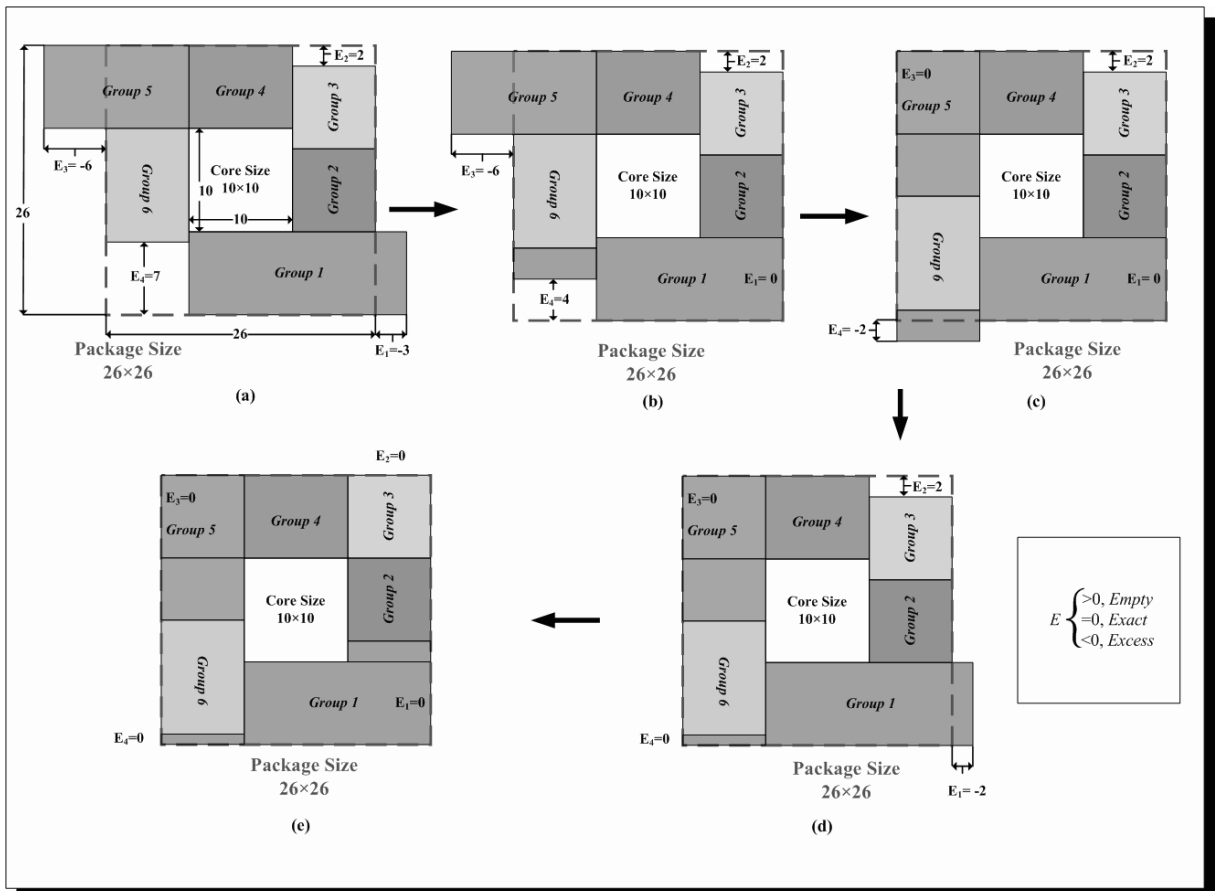 E₂=2
Group 5
Group 4
Group 3
E₃= -6
Group 6
Core Size
10×10
10
10
Group 2
26
E₄=7
Group 1
26
E₁=-3
Package Size
26×26
(a)
E₂=2
Group 5
Group 4
Group 3
E₃= -6
Group 6
Core Size
10×10
Group 2
E₄=4
Group 1
E₁= 0
Package Size
26×26
(b)
E₂=2
E₃=0
Group 5
Group 4
Group 3
Core Size
10×10
Group 2
Group 6
Group 1
E₁= 0
E₄= -2
Package Size
26×26
(c)
E₂=0
E₃=0
Group 5
Group 4
Group 3
Core Size
10×10
Group 2
Group 6
Group 1
E₁=0
E₄=0
Package Size
26×26
(e)
E₂=2
E₃=0
Group 5
Group 4
Group 3
Core Size
10×10
Group 2
Group 6
Group 1
E₄=0
E₁= -2
Package Size
26×26
(d)
>0, Empty
E { =0, Exact
<0, Excess